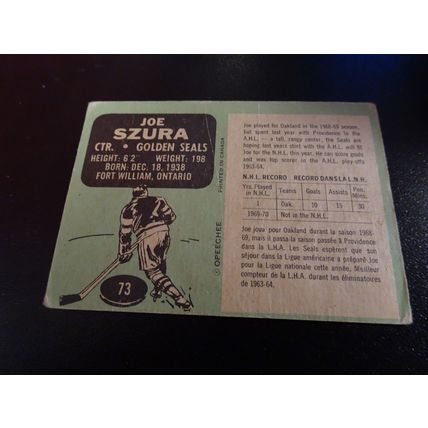 JOE
SZURA
CTR. • GOLDEN SEALS
HEIGHT: 6 2 WEIGHT: 198
BORN: DEC. 18, 1938
FORT WILLIAM, ONTARIO
73
© OPEECHEE
PRINTED IN CANADA
Joe played for Oakland in the 1968-69 season,
but spent last year with Providence to the
A.H.L. — a tall, rangy center, the Seals are
hoping last years stint with the A.H.L. will fit
Joe for the N.H.L. this year. He can score goals
and was top scorer in the A.H.L. playoffs in
1963-64.
N.H.L. RECORD RECORD DANS LA L.N.H.
Yrs. Played in N.H.L. Teams Goals Assists Pen. Mins.
1 Oak. 10 15 30
1969-70 Not in the N.H.L.
Joe joua pour Oakland durant la saison 1968-
69, mais il passa la saison passée à Providence
dans la L.H.A. Les Seals espèrent que son
séjour dans la Ligue américaine a préparé Joe
pour la Ligue nationale cette année. Meilleur
compteur de la L.H.A. durant les éliminatoires
de 1963-64.